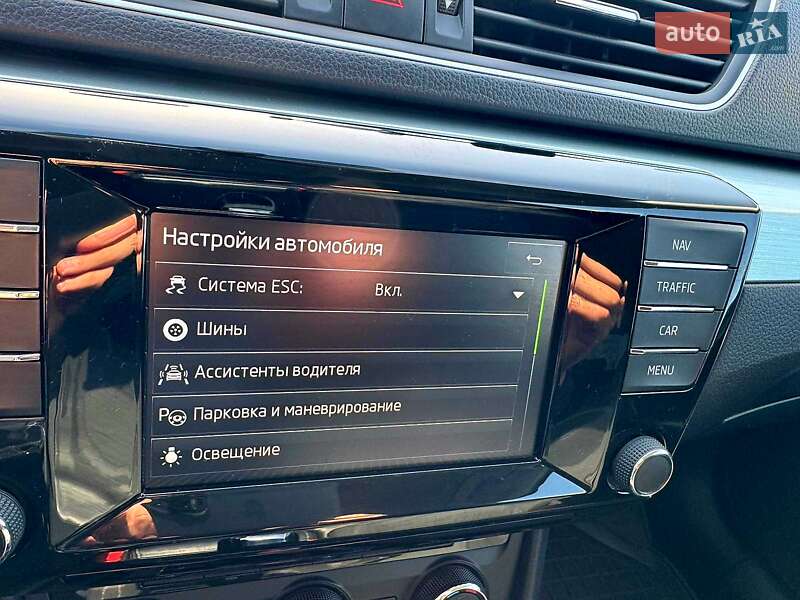 auto RIA
Настройки автомобиля
Система ESC: Вкл.
Шины
Ассистенты водителя
P Парковка и маневрирование
Освещение
NAV
TRAFFIC
CAR
MENU